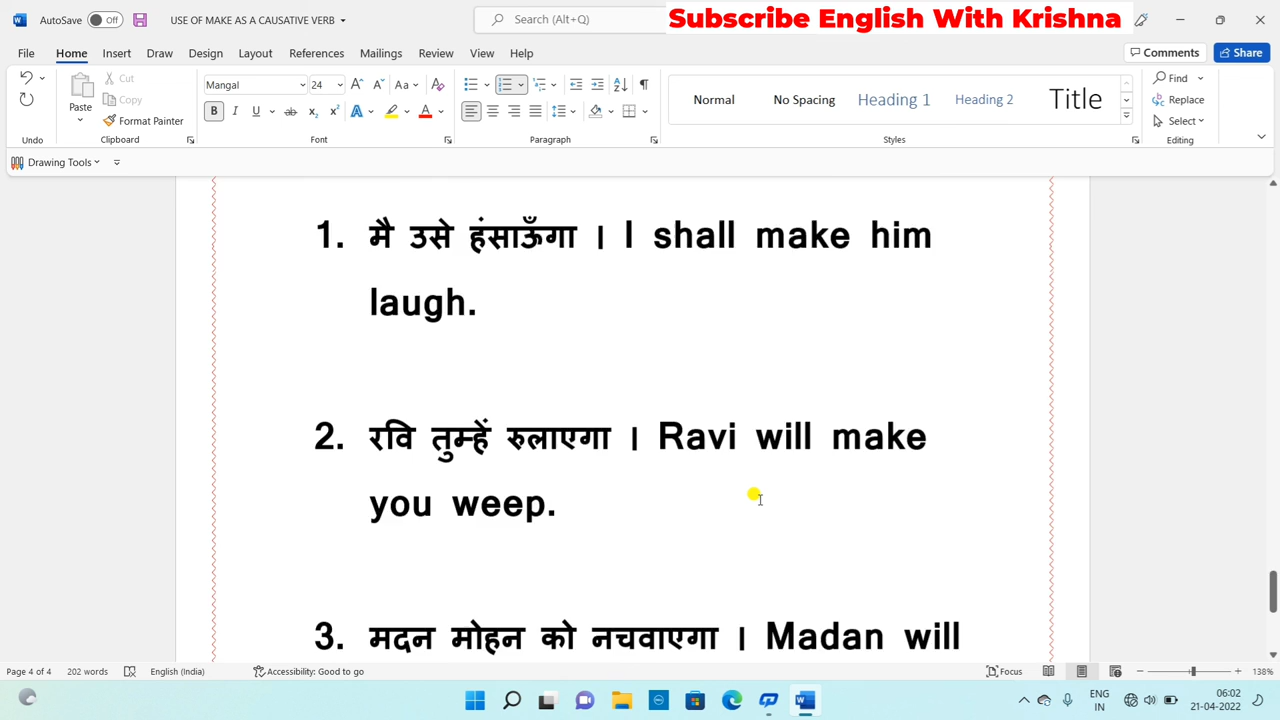 USE OF MAKE AS A CAUSATIVE VERB
AutoSave Off
Search (Alt+Q)
Subscribe English With Krishna
File Home Insert Draw Design Layout References Mailings Review View Help
Comments Share
Paste
Cut
Copy
Format Painter
Mangal 24
Normal No Spacing Heading 1 Heading 2 Title
Find
Replace
Select
Undo Clipboard Font Paragraph Styles Editing
Drawing Tools
1. मै उसे हंसाऊँगा । I shall make him
laugh.
2. रवि तुम्हें रुलाएगा । Ravi will make
you weep.
3. मदन मोहन को नचवाएगा । Madan will
Page 4 of 4 202 words English (India) Accessibility: Good to go Focus 138%
ENG
IN
06:02
21-04-2022